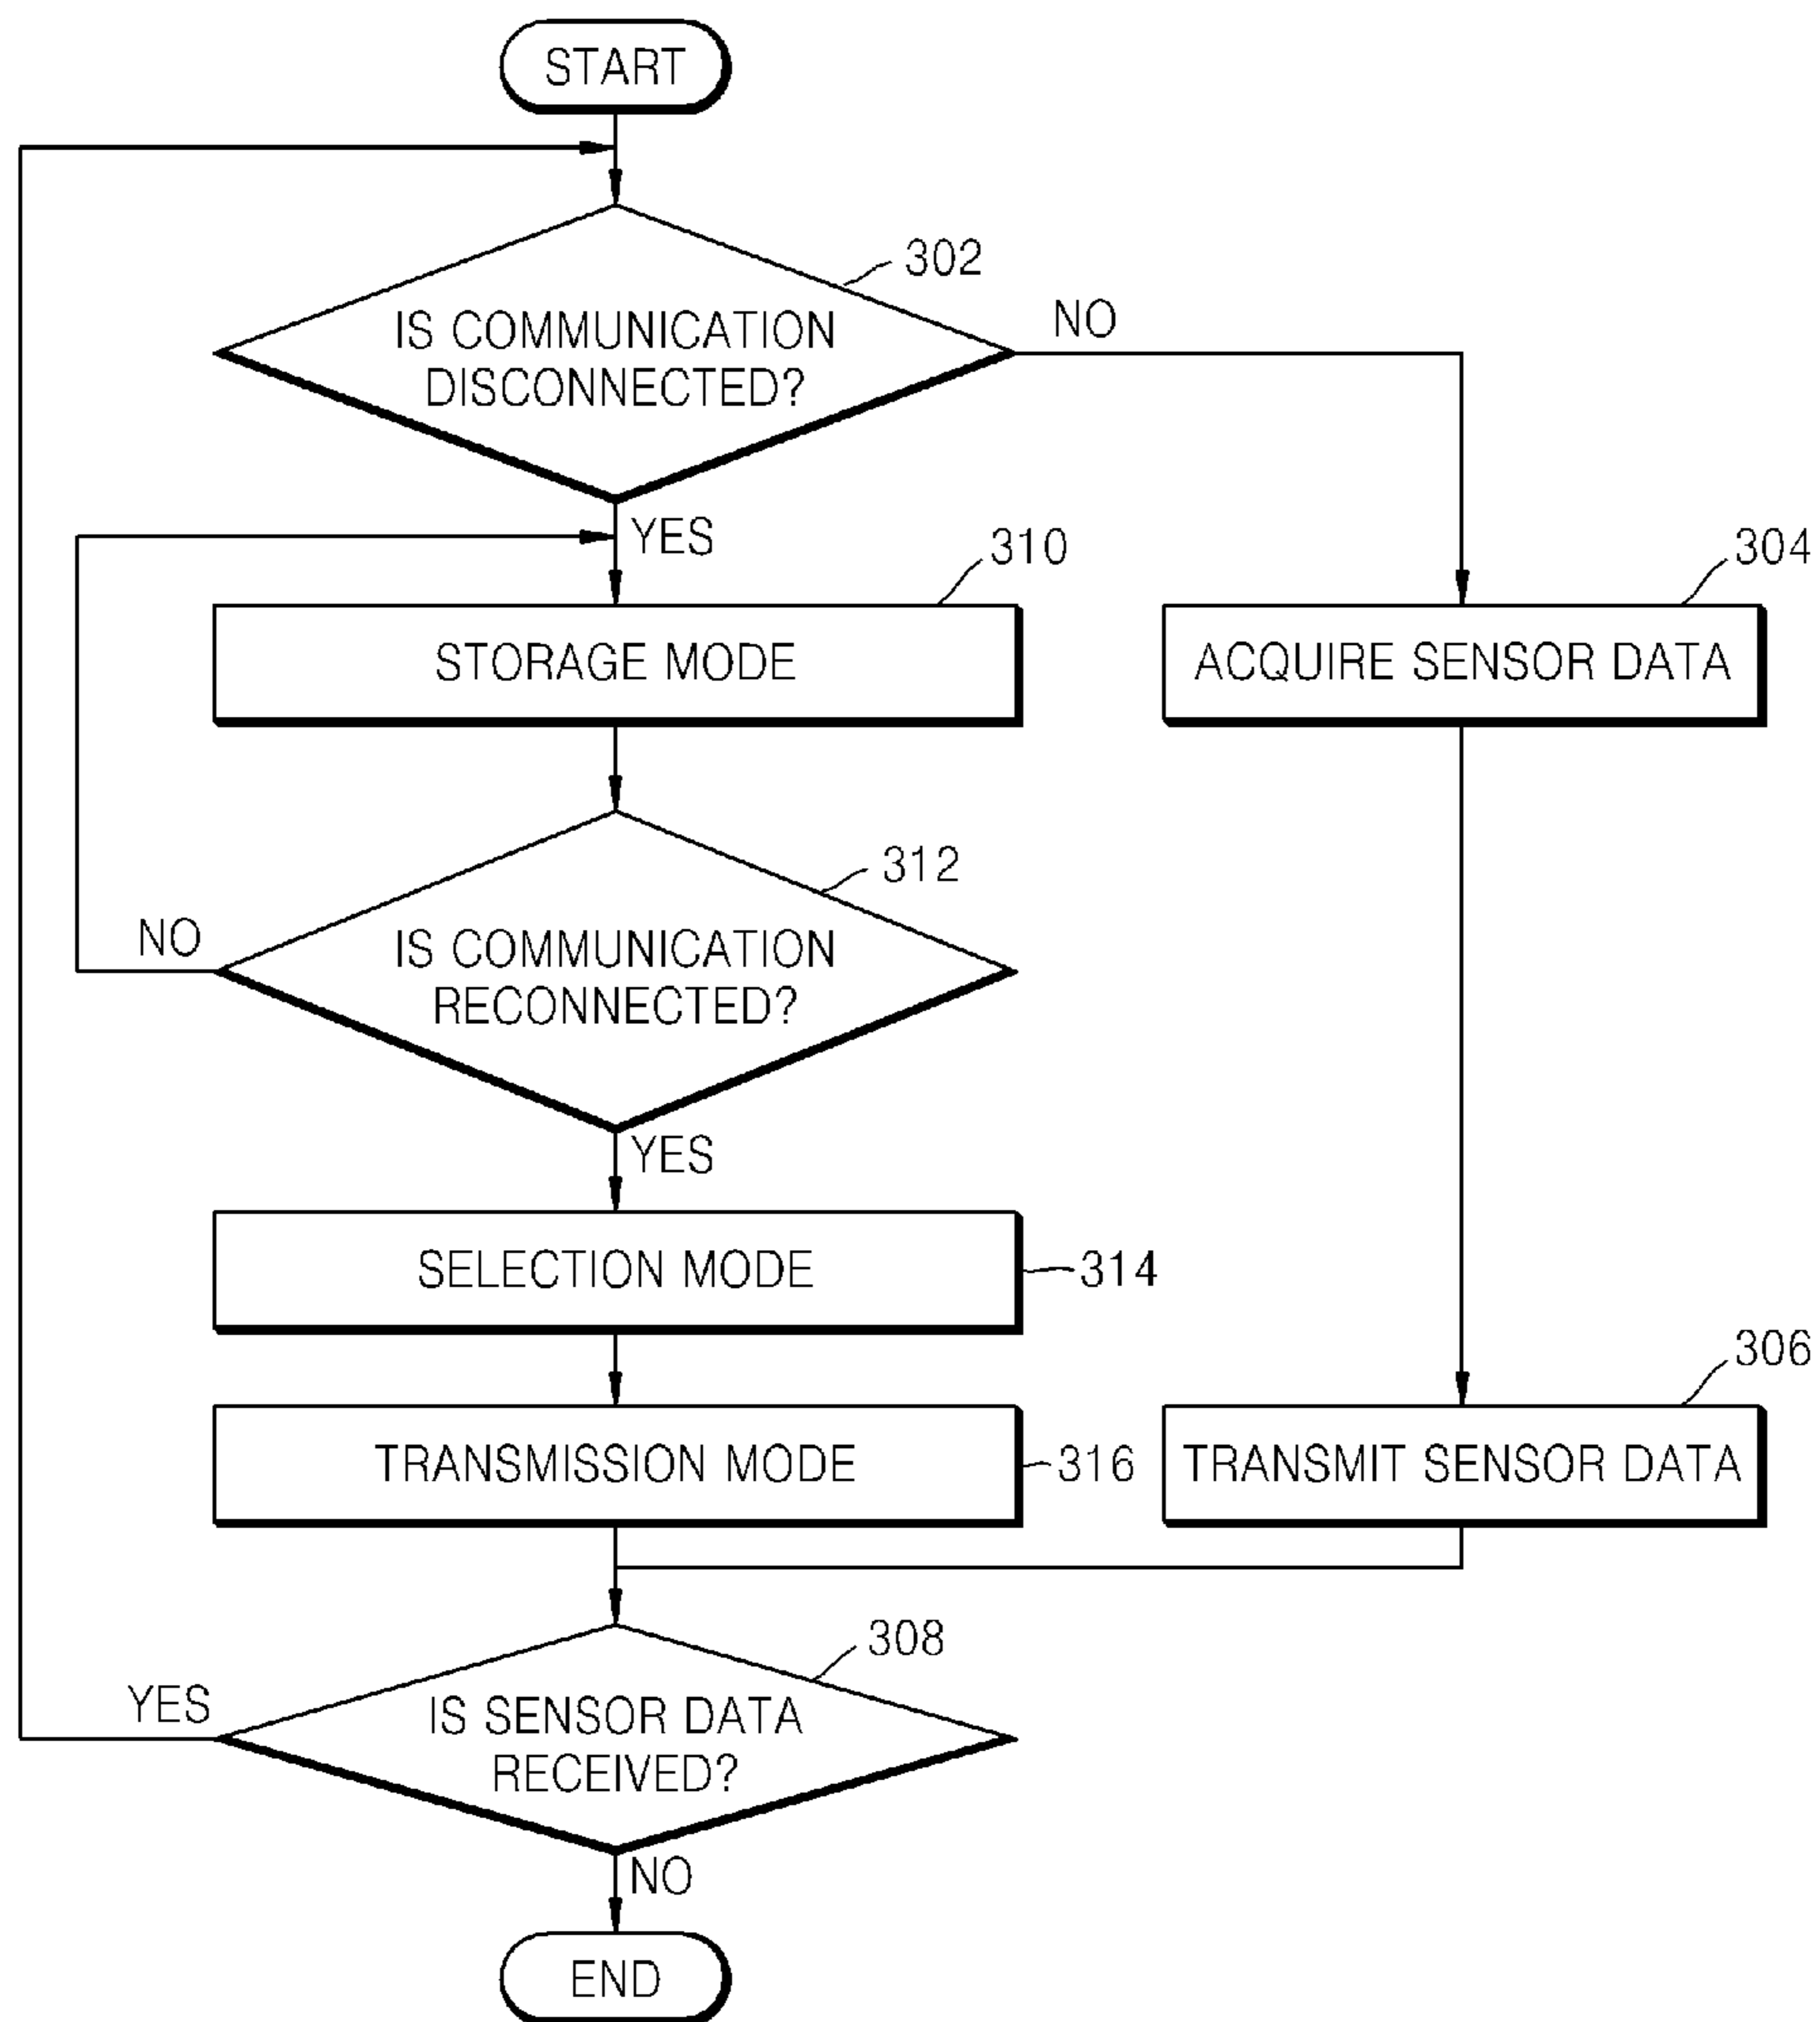 START
302
IS COMMUNICATION
DISCONNECTED?
NO
YES
310
304
STORAGE MODE
ACQUIRE SENSOR DATA
312
NO
IS COMMUNICATION
RECONNECTED?
YES
SELECTION MODE
314
306
TRANSMISSION MODE
316
TRANSMIT SENSOR DATA
308
YES
IS SENSOR DATA
RECEIVED?
NO
END